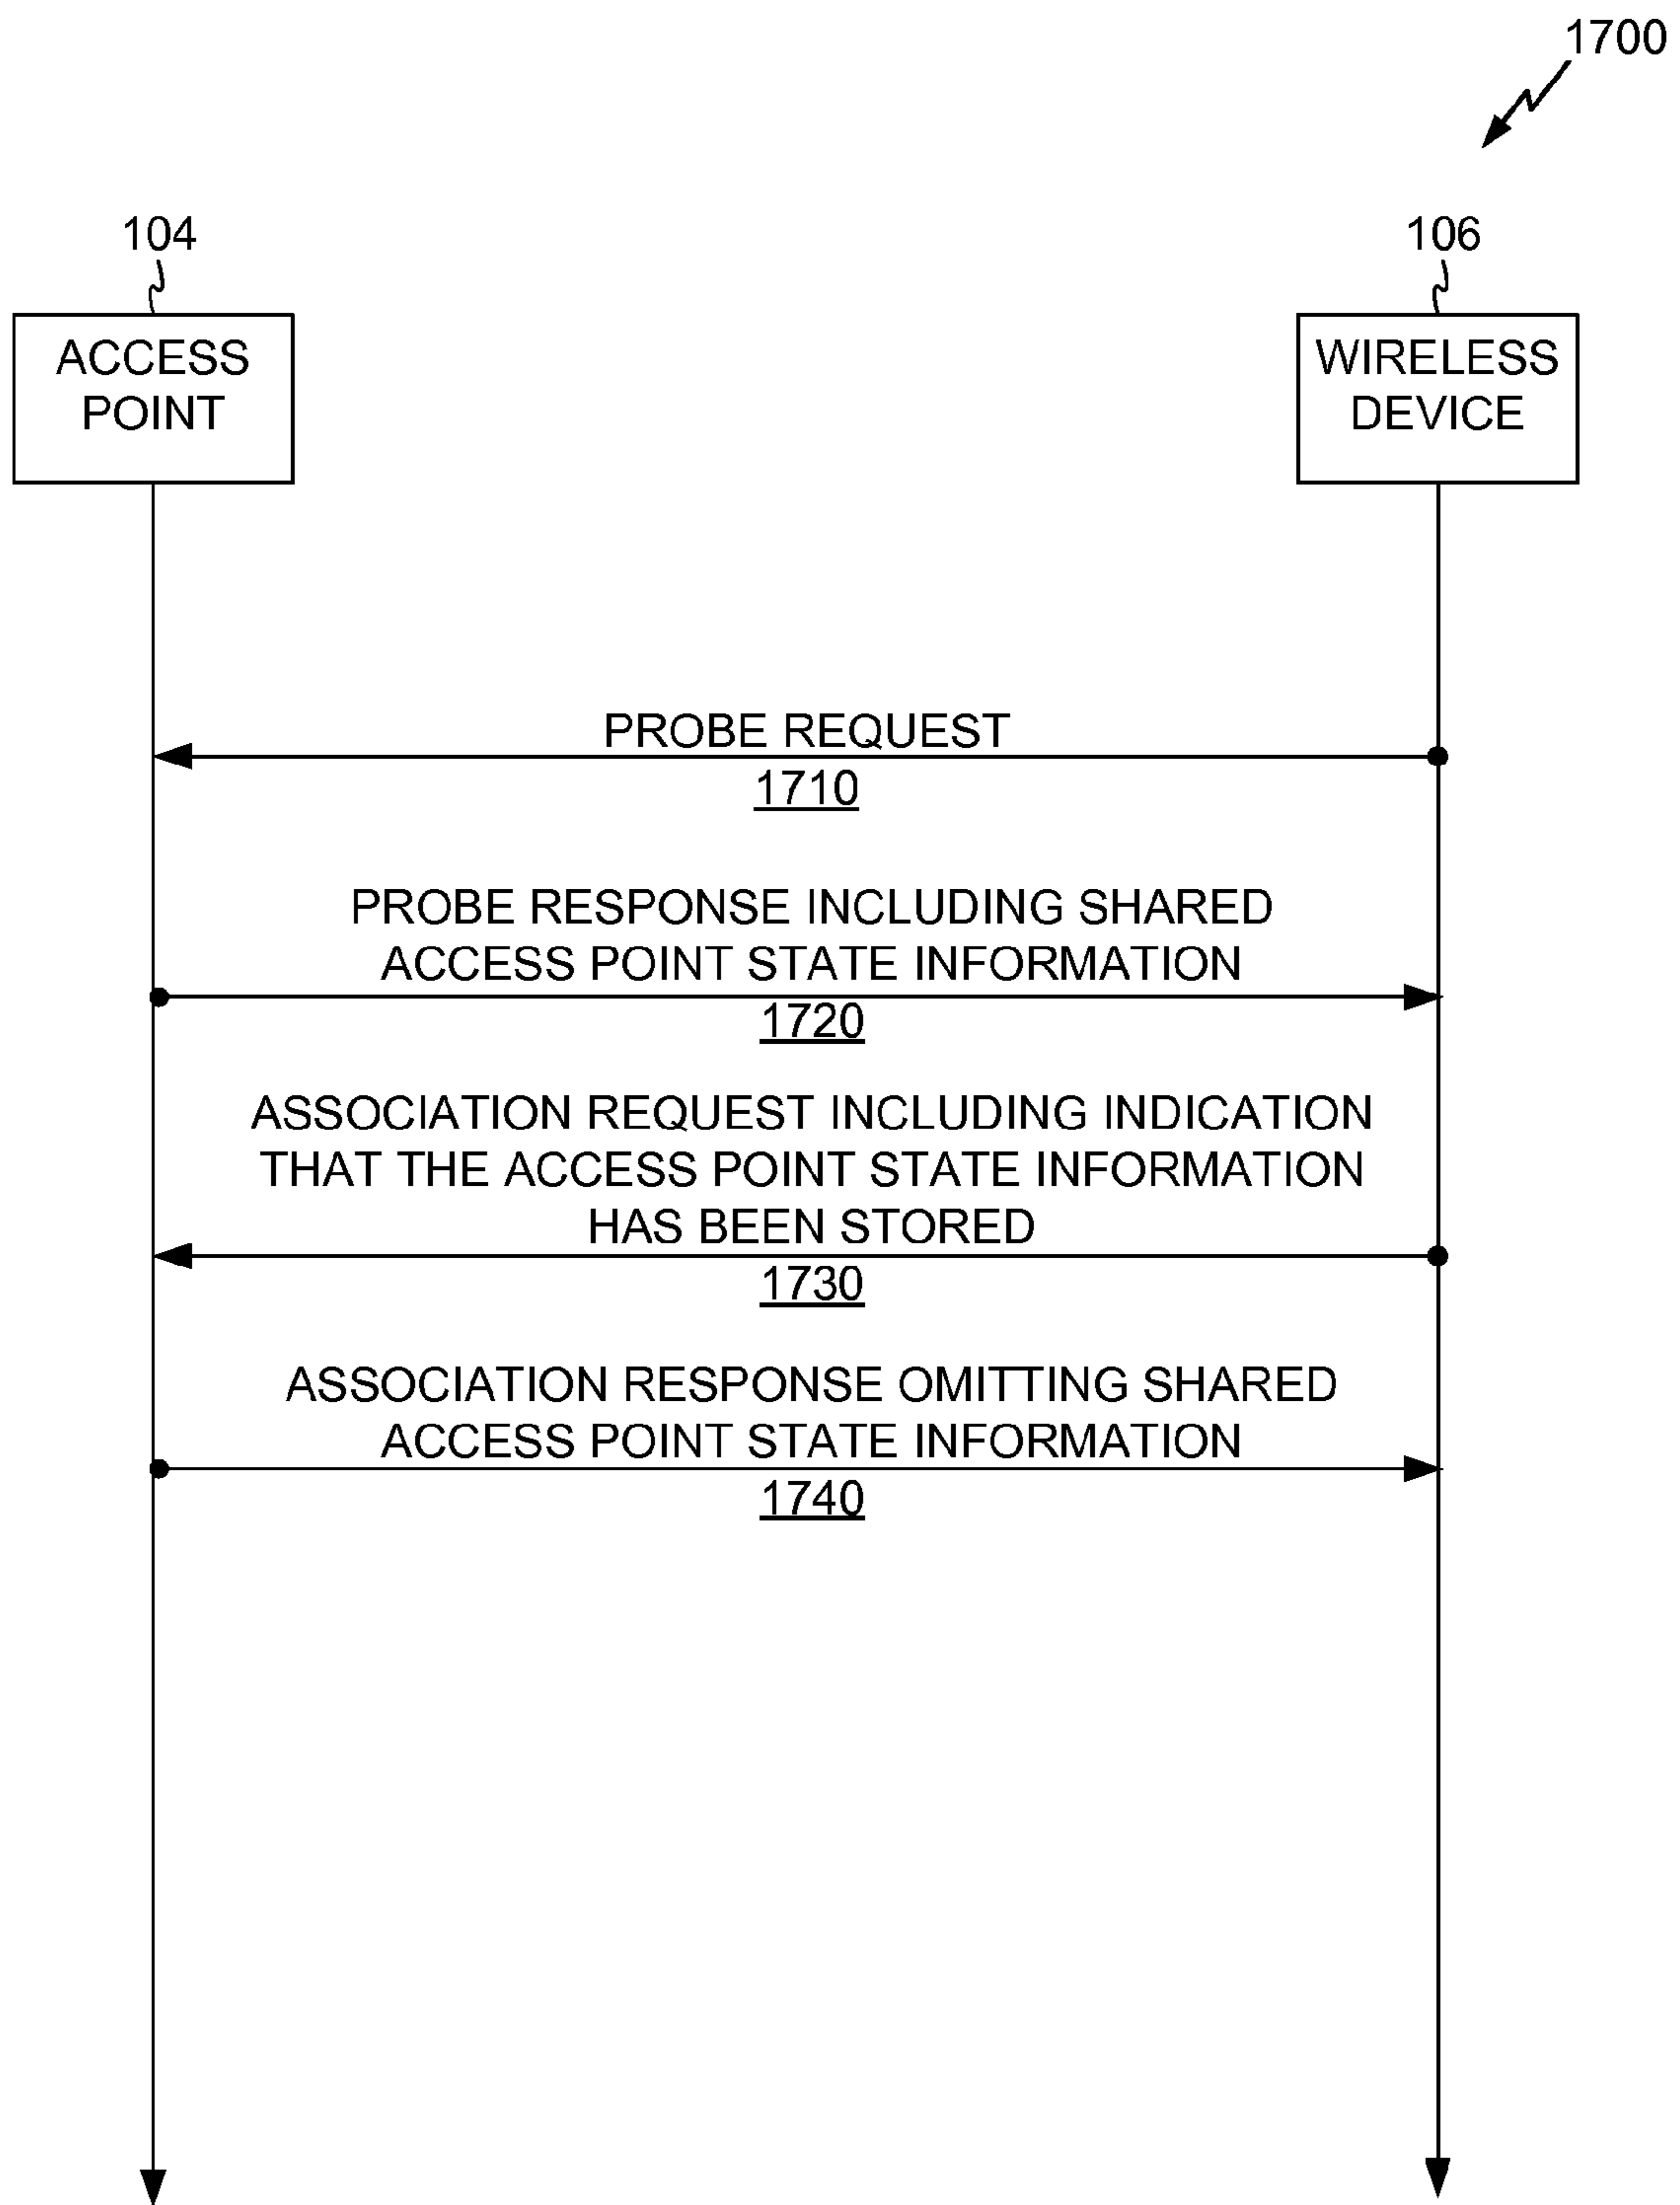 1700
104
106
ACCESS
POINT
WIRELESS
DEVICE
PROBE REQUEST
1710
PROBE RESPONSE INCLUDING SHARED
ACCESS POINT STATE INFORMATION
1720
ASSOCIATION REQUEST INCLUDING INDICATION
THAT THE ACCESS POINT STATE INFORMATION
HAS BEEN STORED
1730
ASSOCIATION RESPONSE OMITTING SHARED
ACCESS POINT STATE INFORMATION
1740